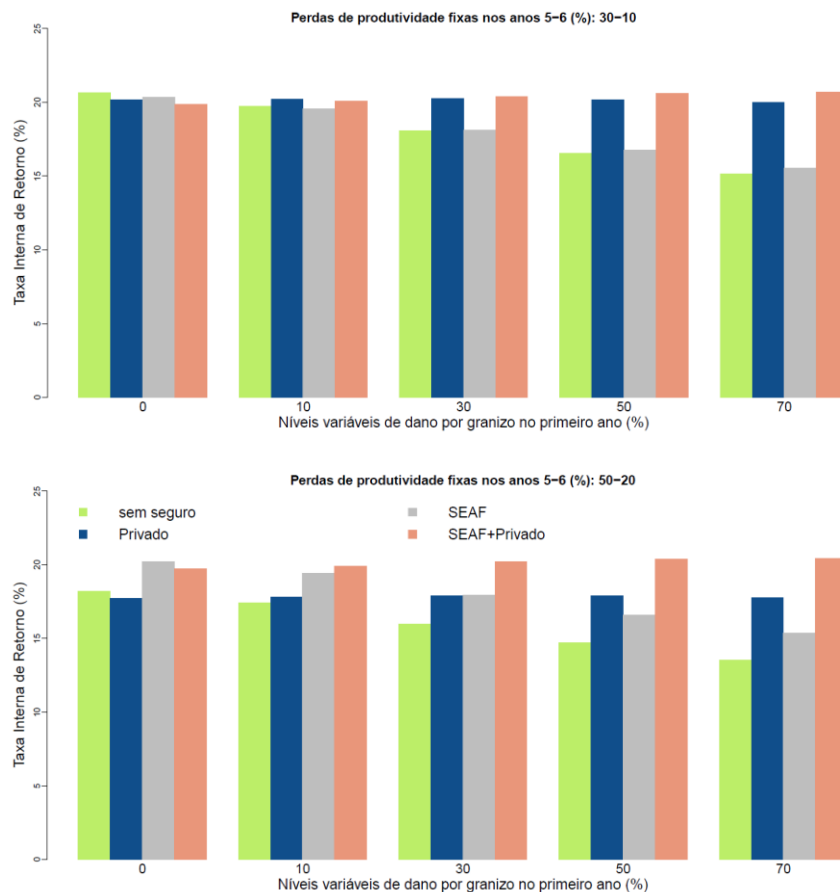 Perdas de produtividade fixas nos anos 5−6 (%): 30−10
25
20
15
10
5
0
Taxa Interna de Retorno (%)
0 10 30 50 70
Níveis variáveis de dano por granizo no primeiro ano (%)
Perdas de produtividade fixas nos anos 5−6 (%): 50−20
sem seguro SEAF
Privado SEAF+Privado
25
20
15
10
5
0
Taxa Interna de Retorno (%)
0 10 30 50 70
Níveis variáveis de dano por granizo no primeiro ano (%)